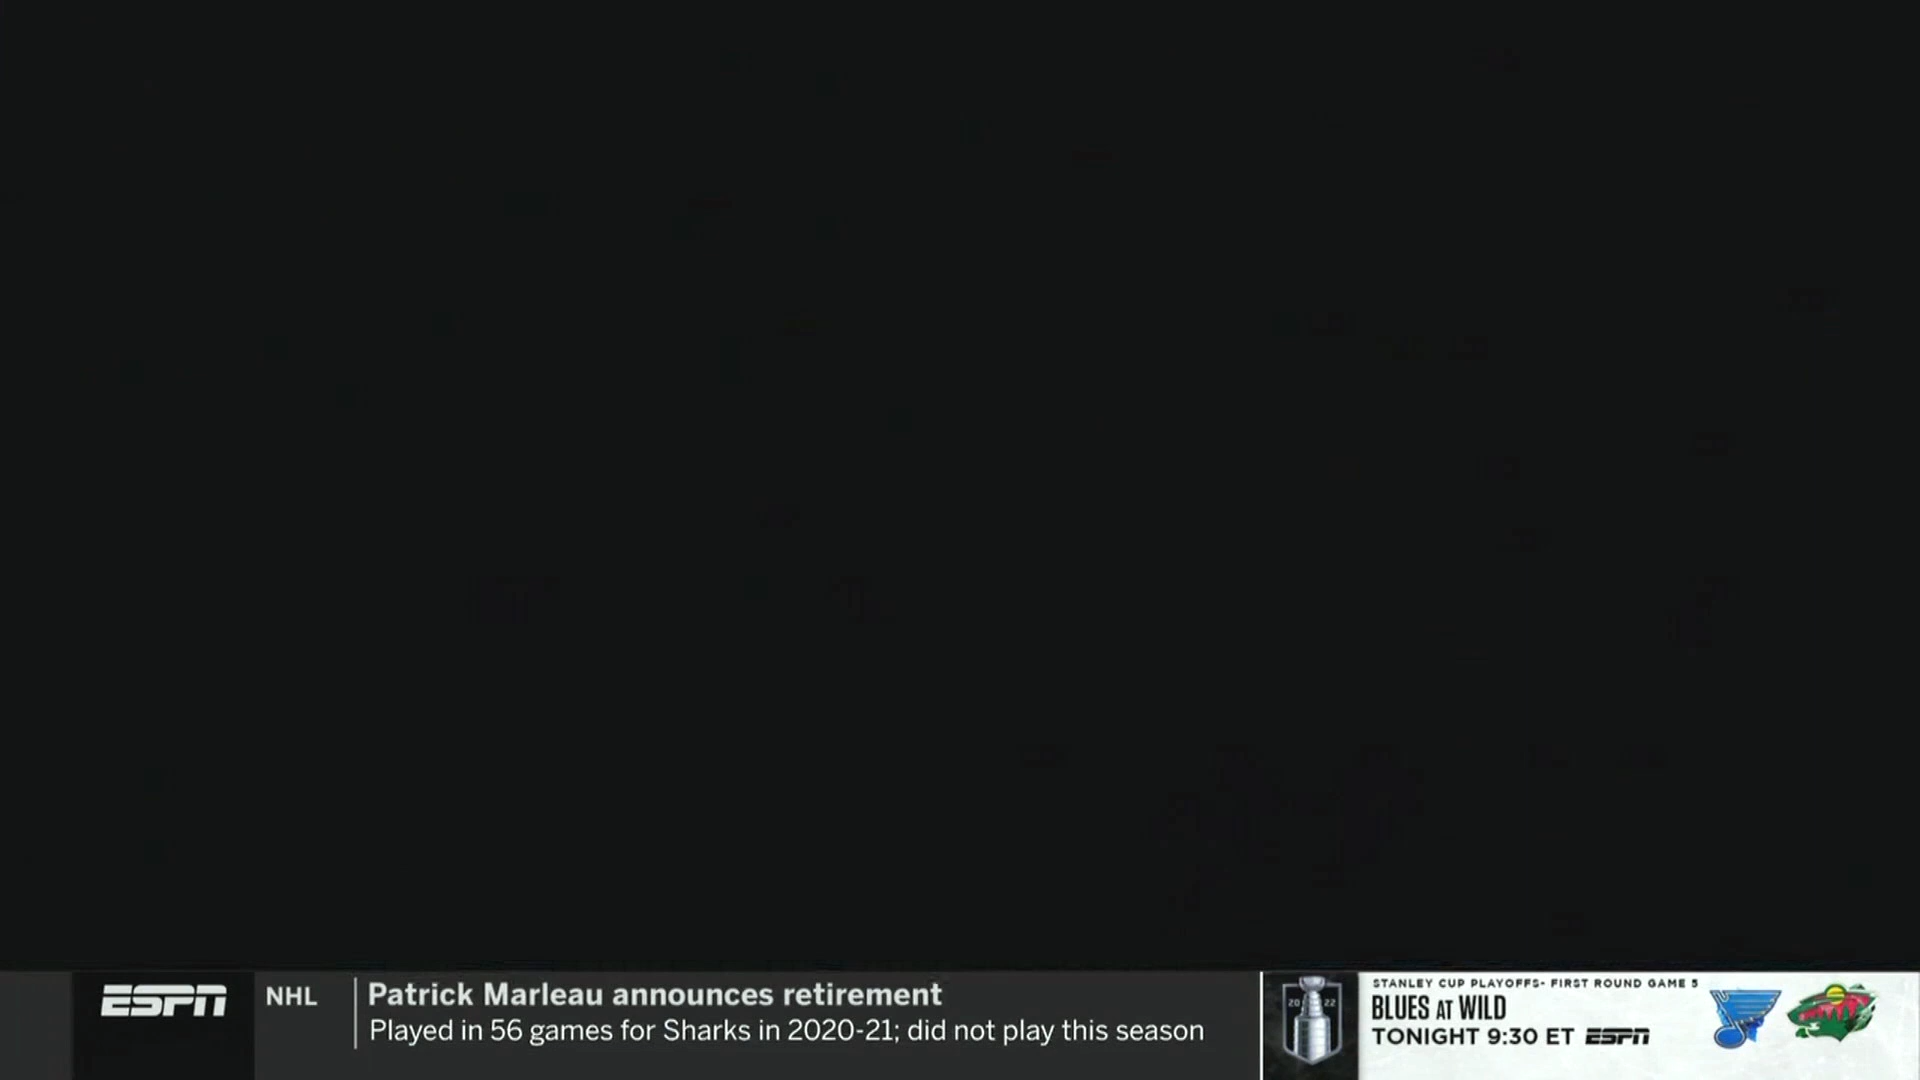 ESPN
NHL
Patrick Marleau announces retirement
Played in 56 games for Sharks in 2020-21; did not play this season
20 22
STANLEY CUP PLAYOFFS- FIRST ROUND GAME 5
BLUES AT WILD
TONIGHT 9:30 ET ESPN